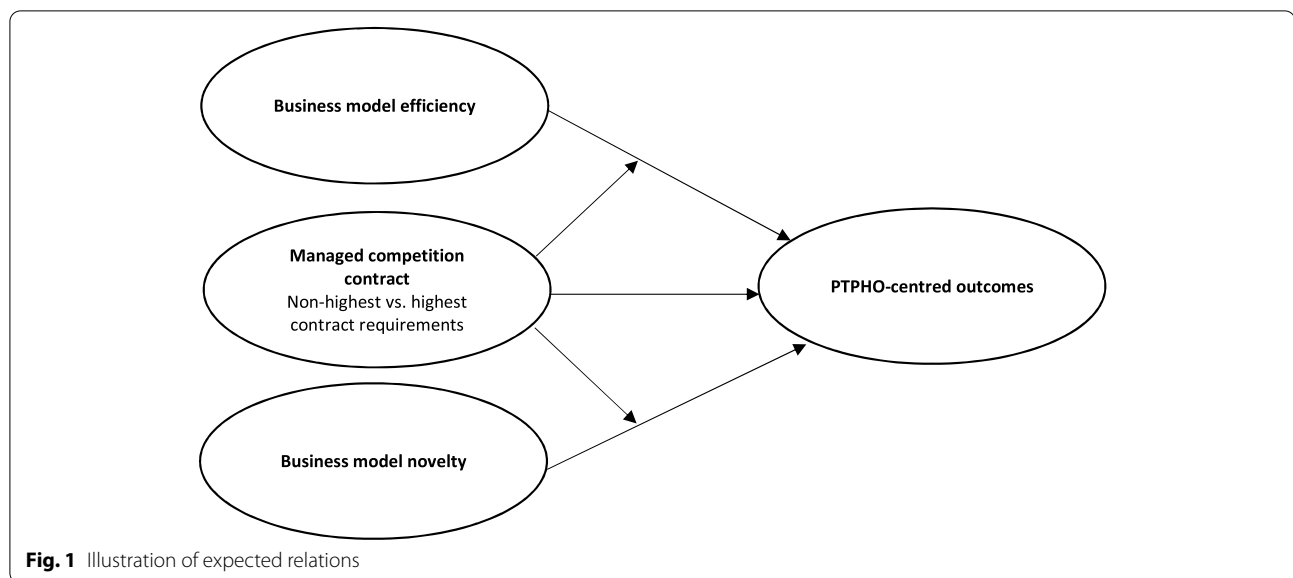 Business model efficiency
Managed competition
contract
Non-highest vs. highest
contract requirements
PTPHO-centred outcomes
Business model novelty
Fig. 1 Illustration of expected relations